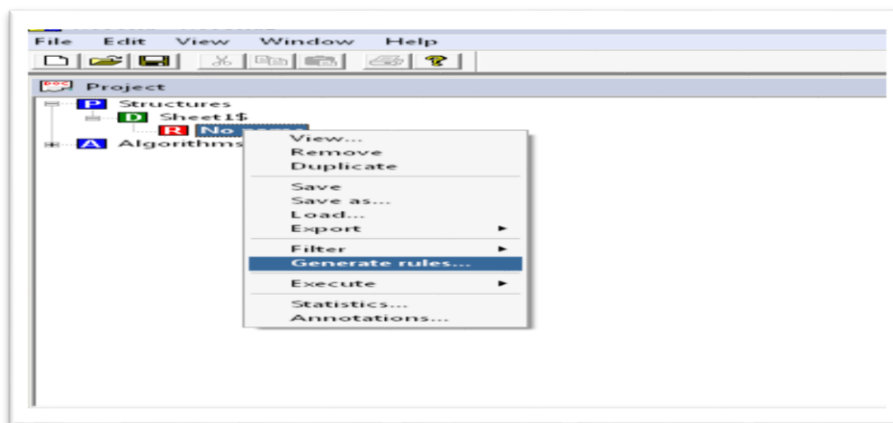 File Edit View Window Help
Project
P Structures
D Sheet1$
R No
A Algorithms
View...
Remove
Duplicate
Save
Save as...
Load...
Export
Filter
Generate rules...
Execute
Statistics...
Annotations...